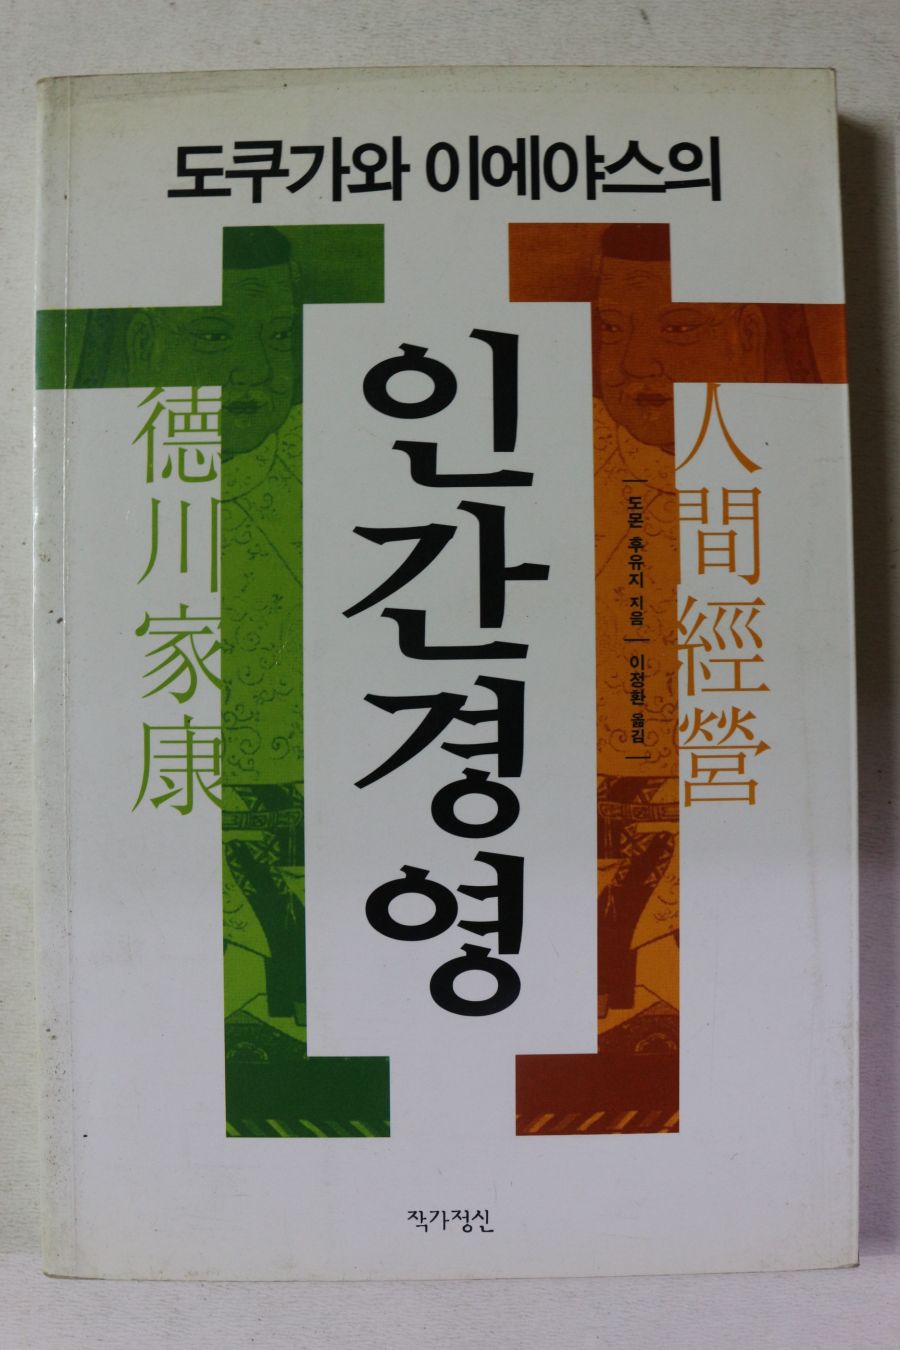 도쿠가와 이에야스의
인간경영
德川家康
人間經營
도몬 후유지 지음
이정환 옮김
작가정신